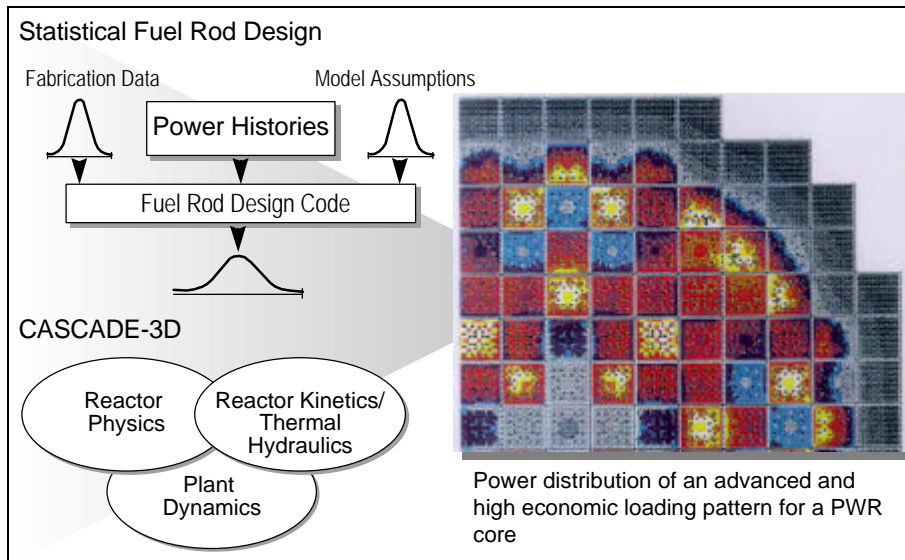 Statistical Fuel Rod Design
Fabrication Data
Model Assumptions
Power Histories
Fuel Rod Design Code
CASCADE-3D
Reactor
Physics
Reactor Kinetics/
Thermal
Hydraulics
Plant
Dynamics
Power distribution of an advanced and
high economic loading pattern for a PWR
core